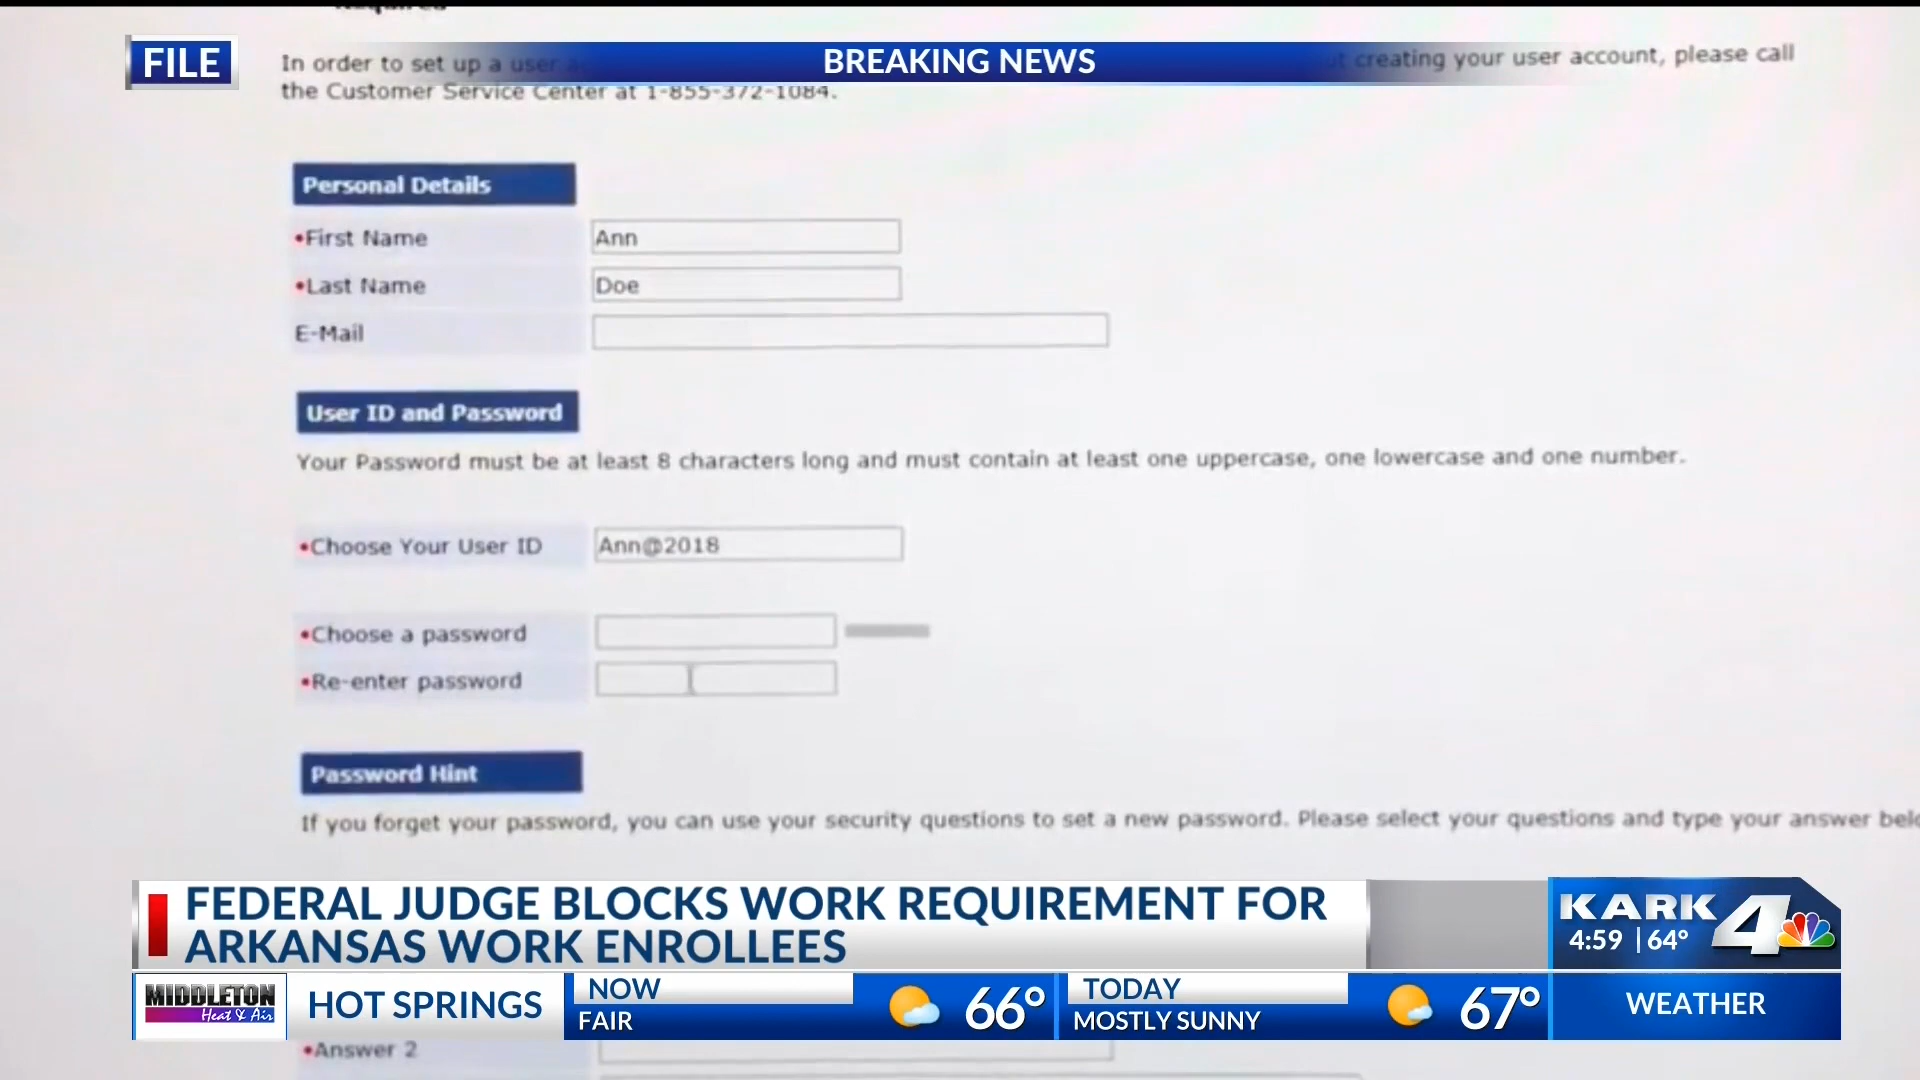 FILE
BREAKING NEWS
In order to set up a user
creating your user account, please call
the Customer Service Center at 1-855-372-1084.
Personal Details
•First Name Ann
•Last Name Doe
E-Mail
User ID and Password
Your Password must be at least 8 characters long and must contain at least one uppercase, one lowercase and one number.
•Choose Your User ID Ann@2018
•Choose a password
•Re-enter password
Password Hint
If you forget your password, you can use your security questions to set a new password. Please select your questions and type your answer
FEDERAL JUDGE BLOCKS WORK REQUIREMENT FOR
ARKANSAS WORK ENROLLEES
KARK 4
4:59 | 64°
MIDDLETON
Heat & Air
HOT SPRINGS
NOW
FAIR
66°
TODAY
MOSTLY SUNNY
67°
WEATHER
•Answer 2